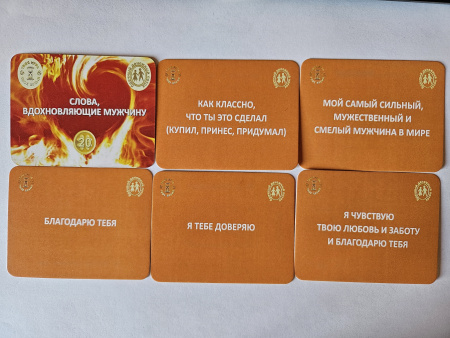 СЛОВА,
ВДОХНОВЛЯЮЩИЕ МУЖЧИНУ
20
КАК КЛАССНО,
ЧТО ТЫ ЭТО СДЕЛАЛ
(КУПИЛ, ПРИНЕС, ПРИДУМАЛ)
МОЙ САМЫЙ СИЛЬНЫЙ,
МУЖЕСТВЕННЫЙ И
СМЕЛЫЙ МУЖЧИНА В МИРЕ
БЛАГОДАРЮ ТЕБЯ
Я ТЕБЕ ДОВЕРЯЮ
Я ЧУВСТВУЮ
ТВОЮ ЛЮБОВЬ И ЗАБОТУ
И БЛАГОДАРЮ ТЕБЯ